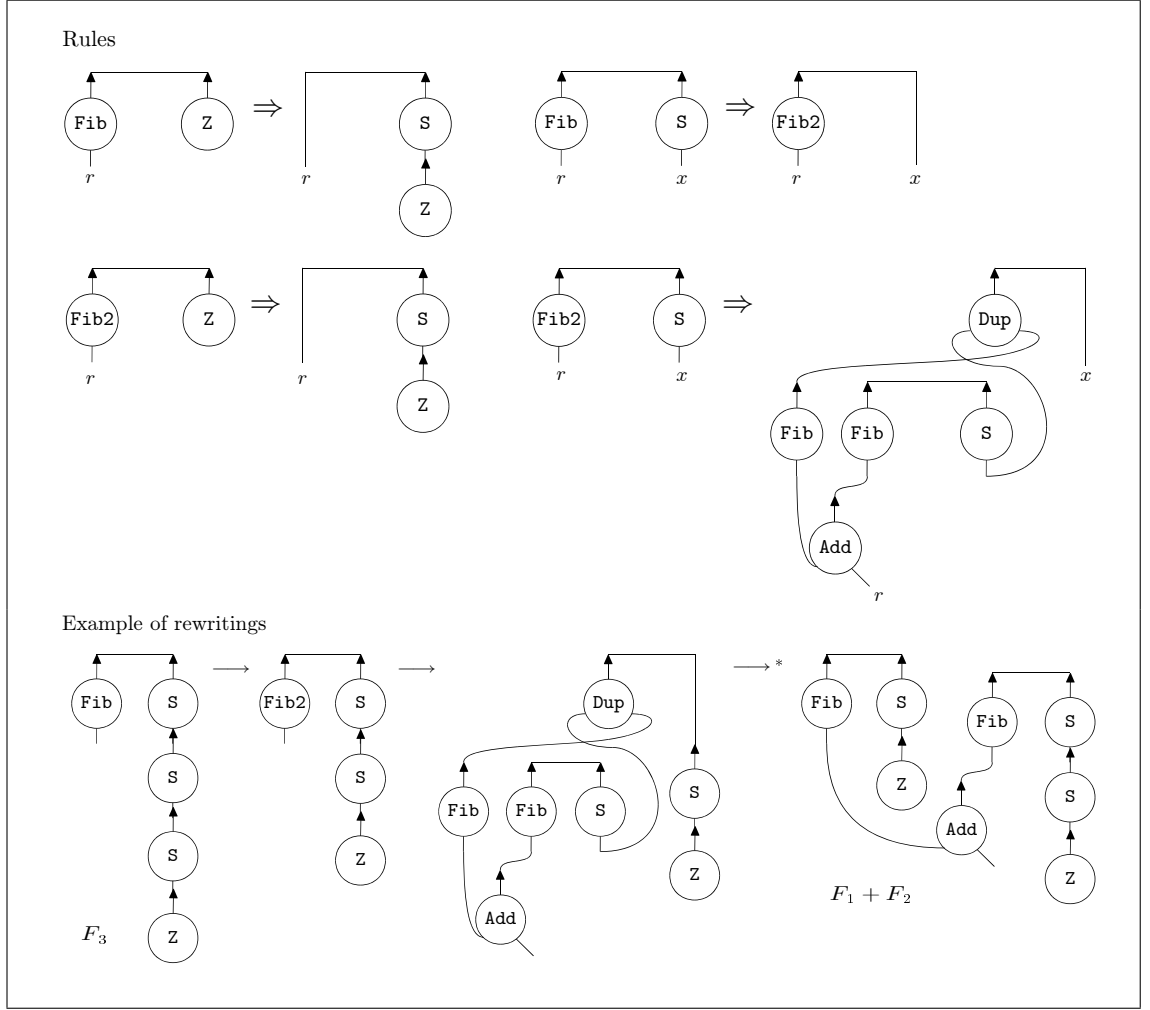 Rules
Fib Z ⇒ S Fib S ⇒ Fib2
r r Z r x r x
Fib2 Z ⇒ S Fib2 S ⇒ Dup
r r Z r x x
Fib Fib S
Add
r
Example of rewritings
Fib S ⟶ Fib2 S ⟶ Dup ⟶* Fib S Fib S
S S Fib Fib S S Z Add S
S Z Add Z Z
F₃ Z F₁ + F₂